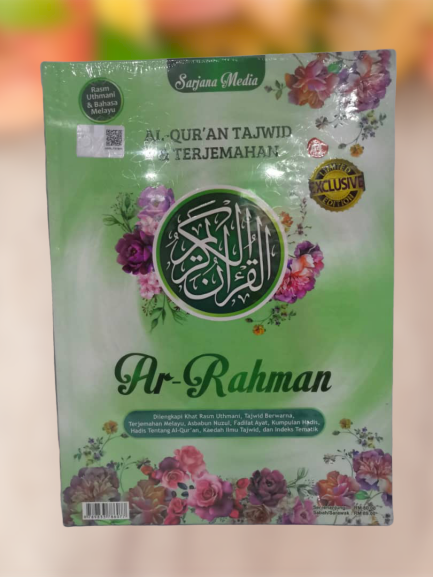 Sarjana Media
Rasm
Uthmani
& Bahasa
Melayu
AL-QUR'AN TAJWID
& TERJEMAHAN
LIMITED
EXCLUSIVE
EDITION
القرآن الكريم
Ar-Rahman
Dilengkapi Khat Rasm Uthmani, Tajwid Berwarna,
Terjemahan Melayu, Asbabun Nuzul, Fadilat Ayat, Kumpulan Hadis,
Hadis Tentang Al-Qur'an, Kaedah Ilmu Tajwid, dan Indeks Tematik